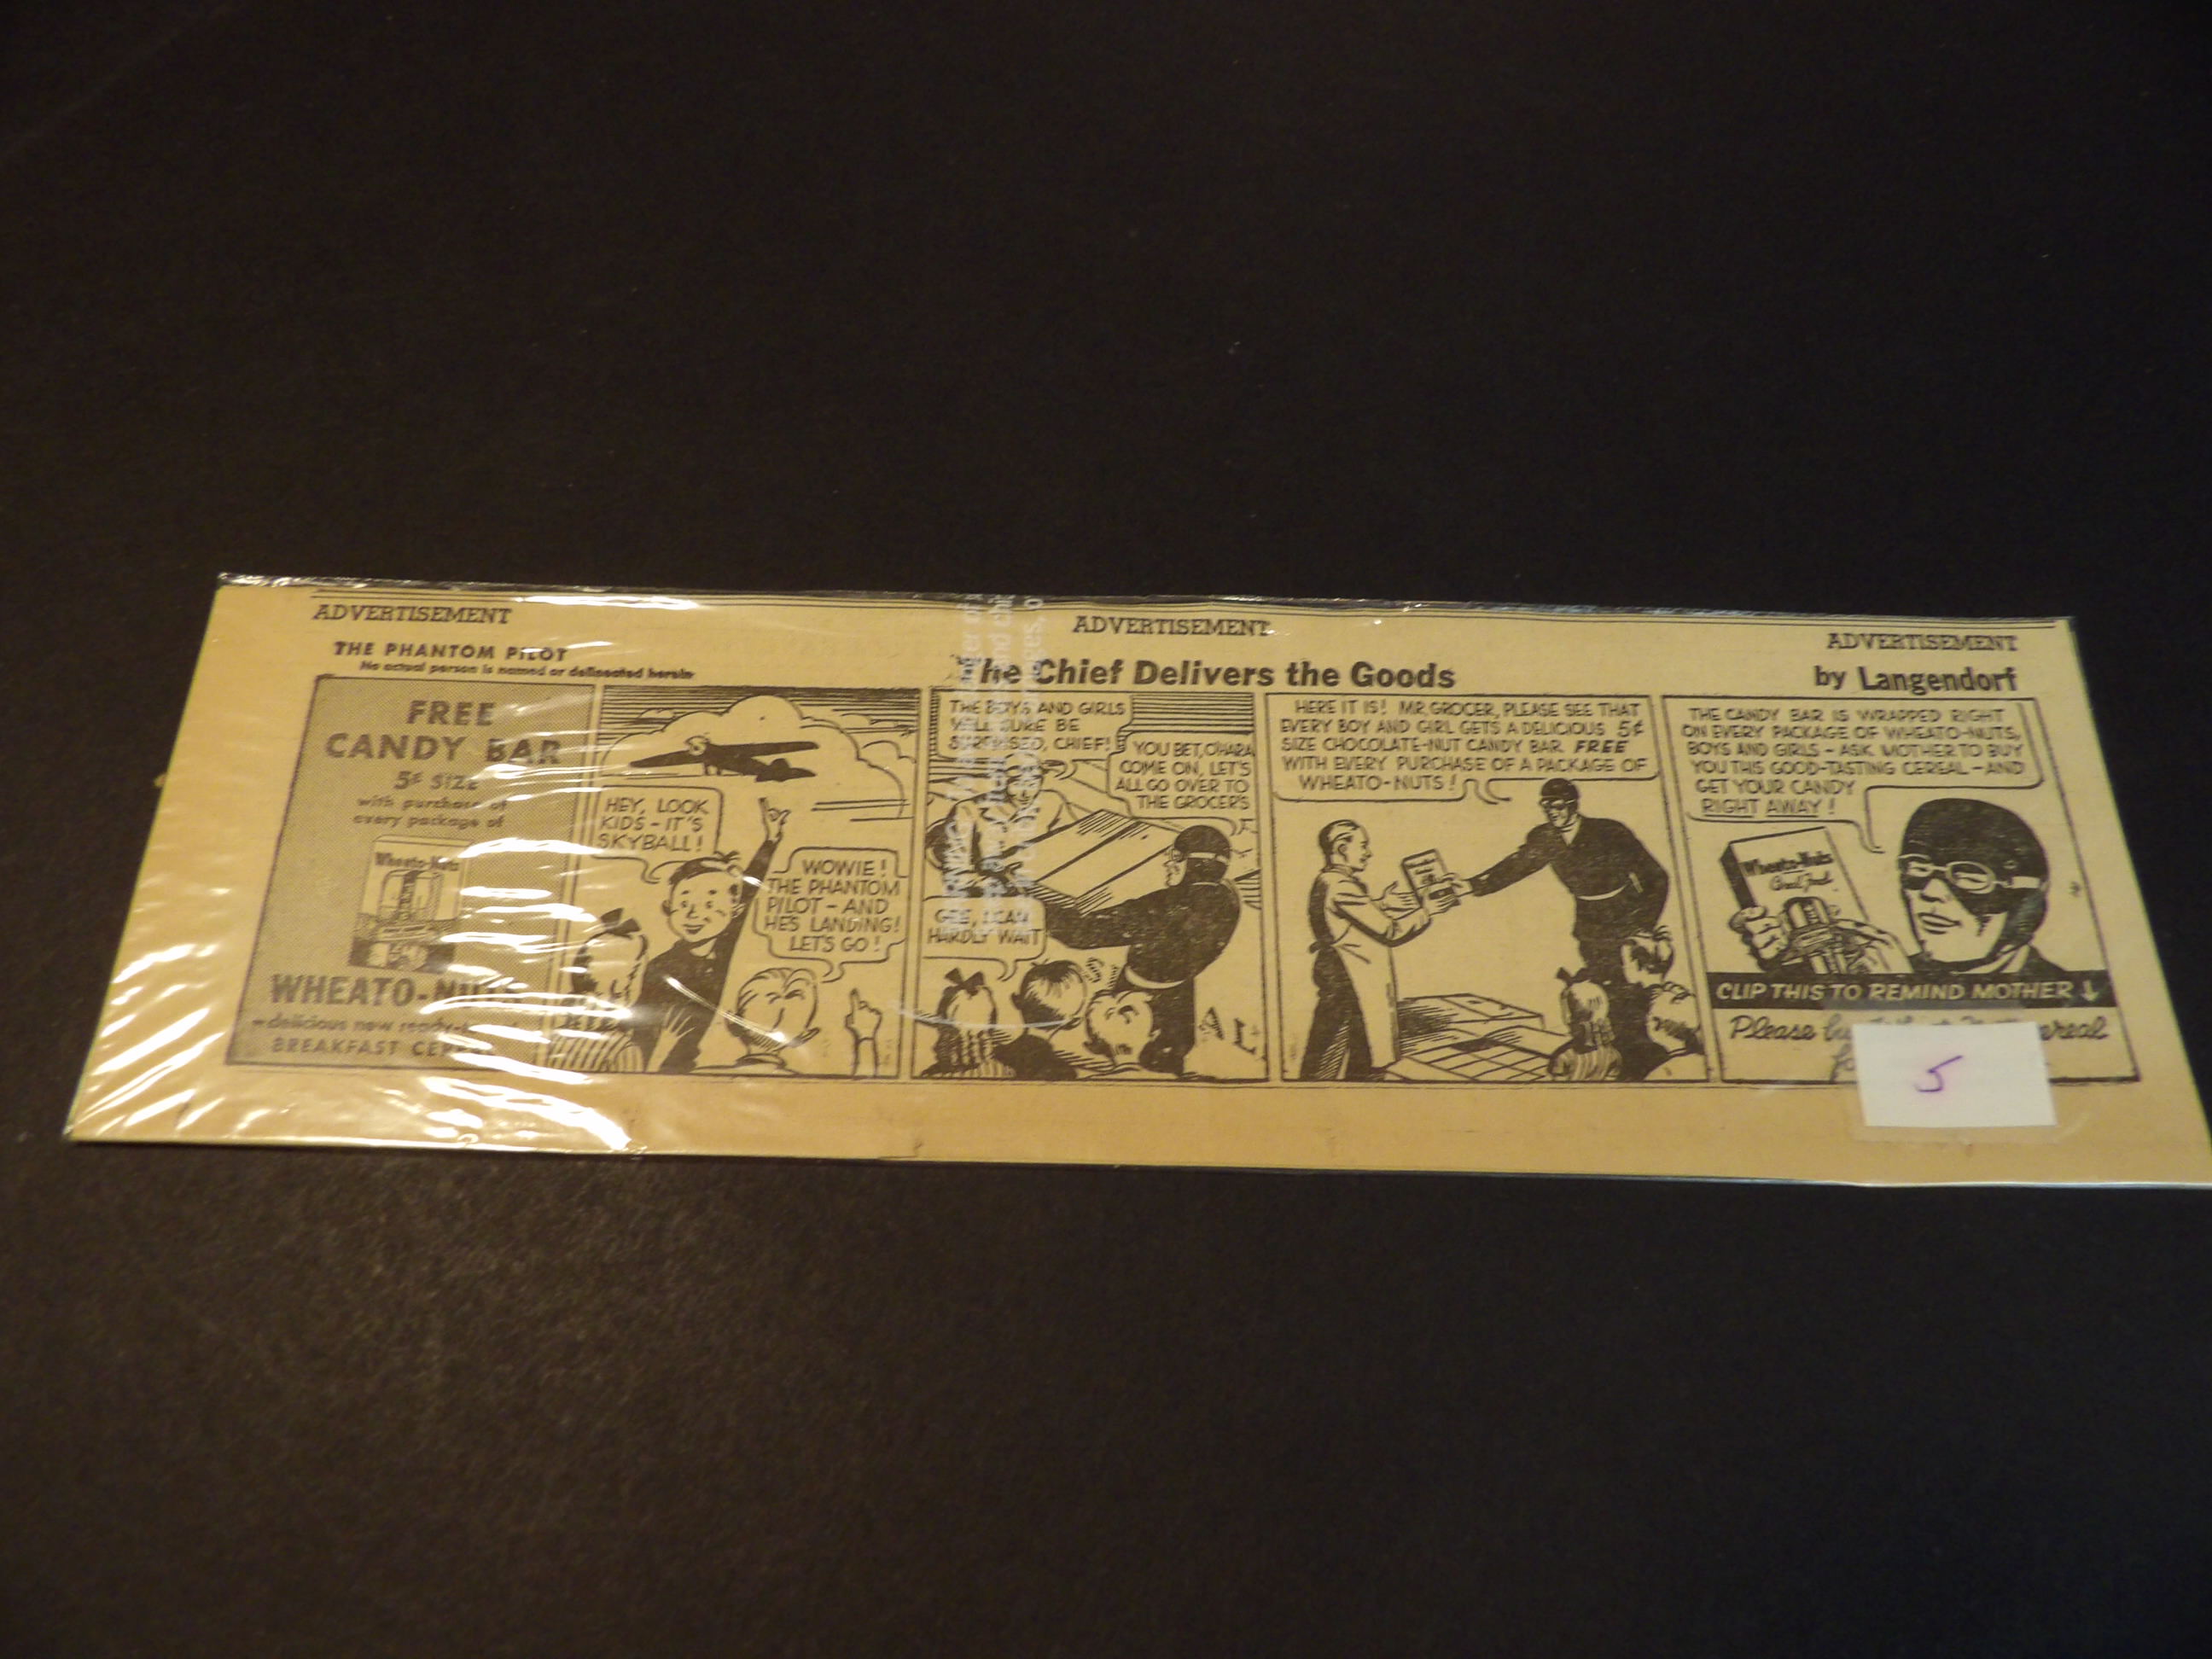 ADVERTISEMENT
ADVERTISEMENT
ADVERTISEMENT
THE PHANTOM PILOT
No actual person is named or delineated herein
The Chief Delivers the Goods
by Langendorf
FREE
CANDY BAR
5¢ SIZE
with purchase of
every package of
Wheato-Nuts
WHEATO-NUTS
delicious new
BREAKFAST
HEY, LOOK
KIDS - IT'S
SKYBALL!
WOWIE!
THE PHANTOM
PILOT - AND
HE'S LANDING!
LET'S GO!
THE BOYS AND GIRLS
SURE BE
SURPRISED, CHIEF!
YOU BET, O'HARA
COME ON, LET'S
ALL GO OVER TO
THE GROCER'S
GEE, I CAN
HARDLY WAIT
HERE IT IS! MR. GROCER, PLEASE SEE THAT
EVERY BOY AND GIRL GETS A DELICIOUS 5¢
SIZE CHOCOLATE-NUT CANDY BAR FREE
WITH EVERY PURCHASE OF A PACKAGE OF
WHEATO-NUTS!
THE CANDY BAR IS WRAPPED RIGHT
ON EVERY PACKAGE OF WHEATO-NUTS,
BOYS AND GIRLS - ASK MOTHER TO BUY
YOU THIS GOOD-TASTING CEREAL - AND
GET YOUR CANDY
RIGHT AWAY!
Wheato-Nuts
CLIP THIS TO REMIND MOTHER
Please
5